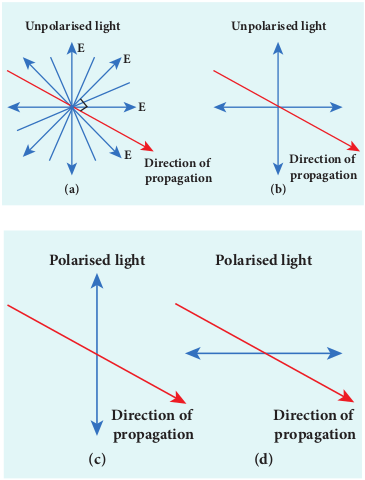 Unpolarised light
E
E
E
E
Direction of
propagation
(a)
Unpolarised light
Direction of
propagation
(b)
Polarised light
Direction of
propagation
(c)
Polarised light
Direction of
propagation
(d)